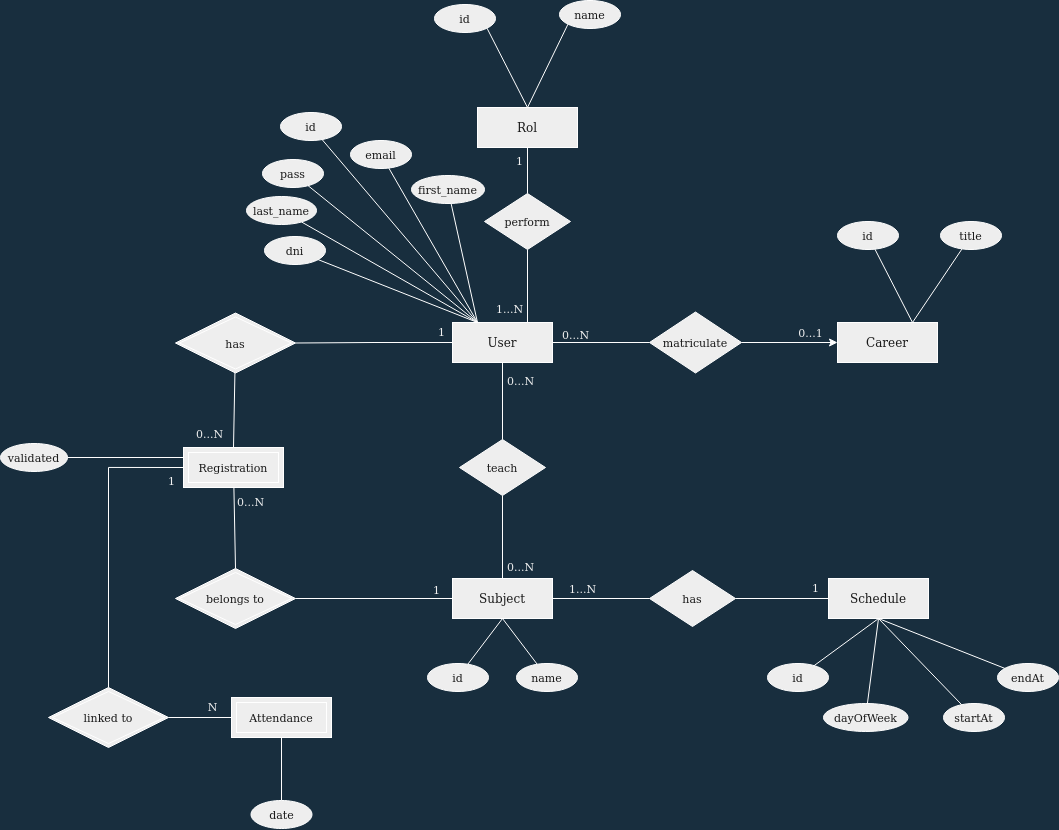 id
name
Rol
1
id
email
pass
first_name
last_name
perform
dni
id
title
1...N
has
1
User
0...N
matriculate
0...1
Career
0...N
0...N
validated
Registration
teach
1
0...N
0...N
belongs to
1
Subject
1...N
has
1
Schedule
id
name
id
endAt
linked to
N
Attendance
dayOfWeek
startAt
date